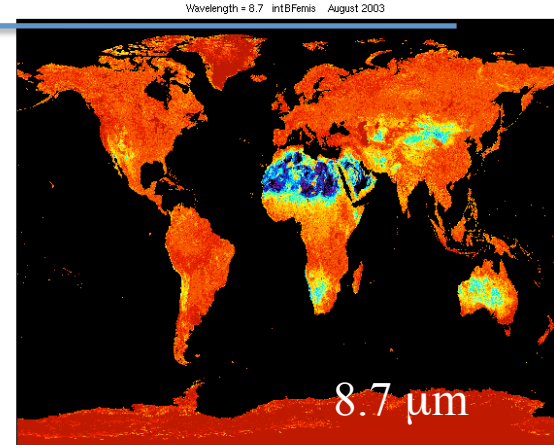 Wavelength = 8.7  intBFemis  August 2003
8.7 μm